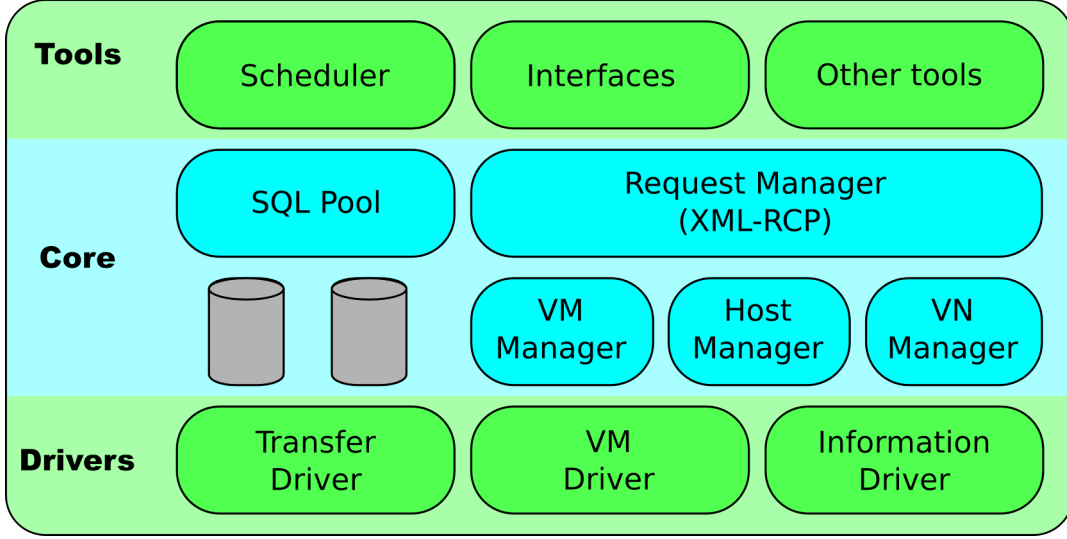 Tools
Scheduler
Interfaces
Other tools
Core
SQL Pool
Request Manager
(XML-RCP)
VM
Manager
Host
Manager
VN
Manager
Drivers
Transfer
Driver
VM
Driver
Information
Driver